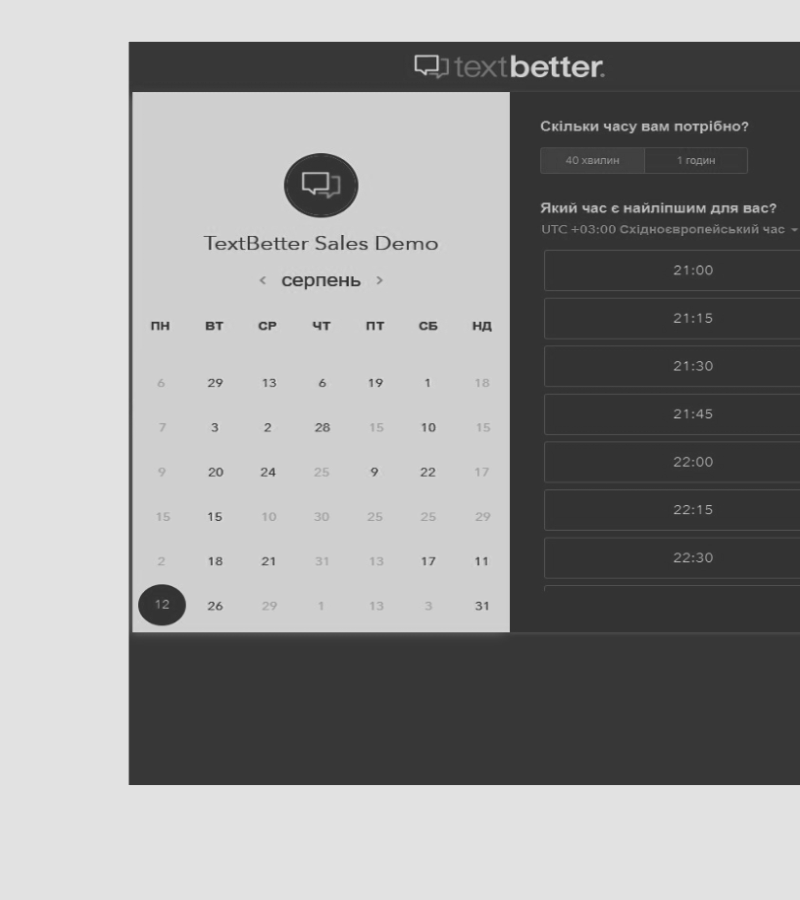 textbetter.
TextBetter Sales Demo
< серпень >
ПН ВТ СР ЧТ ПТ СБ НД
6 29 13 6 19 1 18
7 3 2 28 15 10 15
9 20 24 25 9 22 17
15 15 10 30 25 25 29
2 18 21 31 13 17 11
12 26 29 1 13 3 31
Скільки часу вам потрібно?
40 хвилин 1 годин
Який час є найліпшим для вас?
UTC +03:00 Східноєвропейський час
21:00
21:15
21:30
21:45
22:00
22:15
22:30